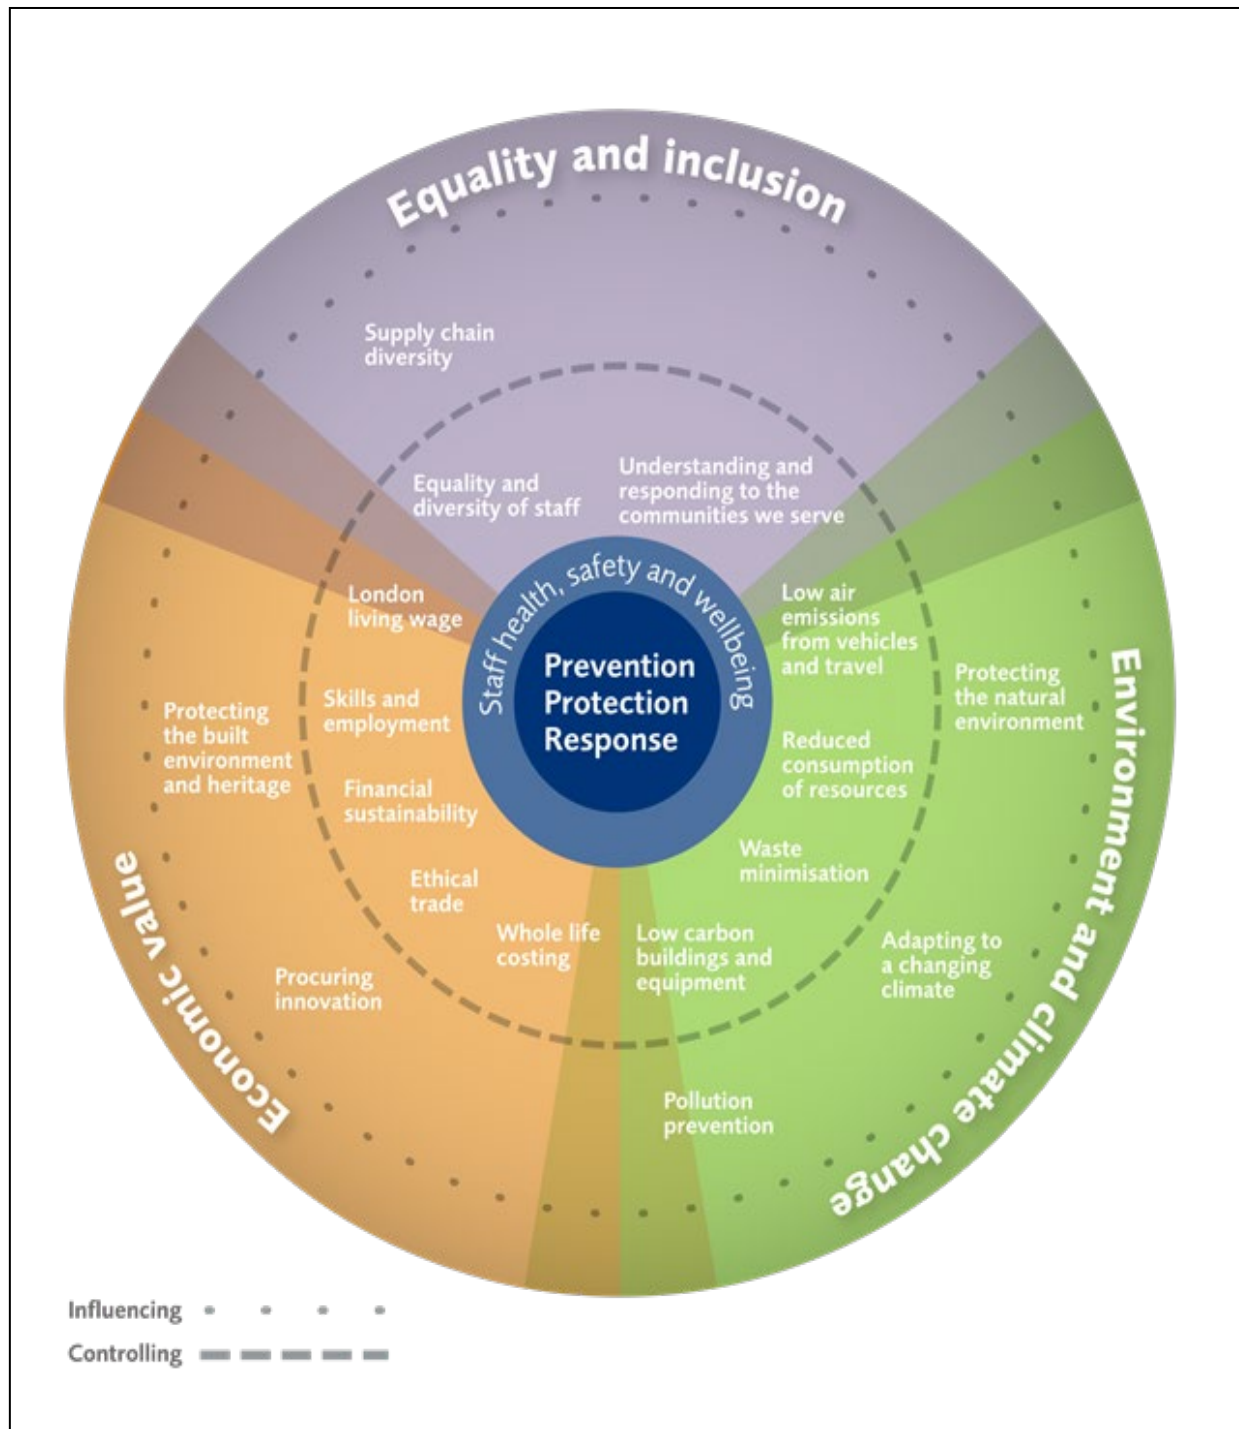 Equality and inclusion
Supply chain
diversity
Equality and
diversity of staff
Understanding and
responding to the
communities we serve
Staff health, safety and wellbeing
Prevention
Protection
Response
London
living wage
Skills and
employment
Protecting
the built
environment
and heritage
Financial
sustainability
Ethical
trade
Whole life
costing
Procuring
innovation
Economic value
Low air
emissions
from vehicles
and travel
Protecting
the natural
environment
Reduced
consumption
of resources
Waste
minimisation
Low carbon
buildings and
equipment
Adapting to
a changing
climate
Pollution
prevention
Environment and climate change
Influencing
Controlling